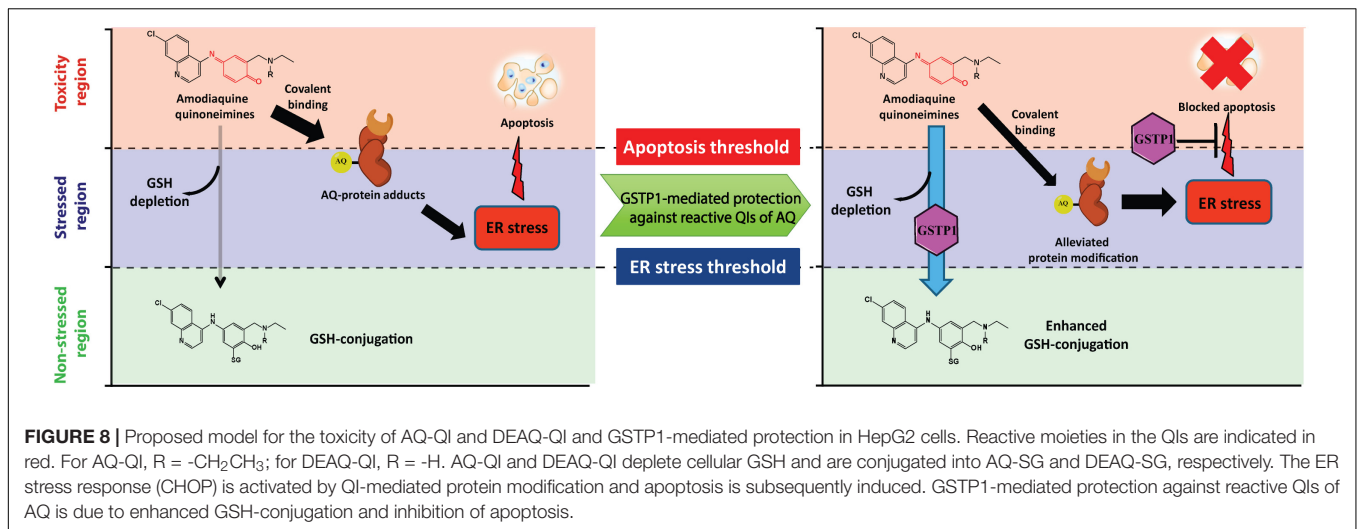 Toxicity
region
Stressed
region
Non-stressed
region
Cl
N
N
N
R
O
Amodiaquine
quinoneimines
Covalent
binding
Apoptosis
AQ
AQ-protein adducts
GSH
depletion
ER stress
Cl
H
N
N
N
R
OH
SG
GSH-conjugation
Apoptosis threshold
GSTP1-mediated protection
against reactive QIs of AQ
ER stress threshold
Cl
N
N
N
R
O
Amodiaquine
quinoneimines
Covalent
binding
Blocked apoptosis
GSTP1
GSH
depletion
GSTP1
AQ
Alleviated
protein modification
ER stress
Cl
H
N
N
N
R
OH
SG
Enhanced
GSH-conjugation
FIGURE 8 | Proposed model for the toxicity of AQ-QI and DEAQ-QI and GSTP1-mediated protection in HepG2 cells. Reactive moieties in the QIs are indicated in
red. For AQ-QI, R = -CH₂CH₃; for DEAQ-QI, R = -H. AQ-QI and DEAQ-QI deplete cellular GSH and are conjugated into AQ-SG and DEAQ-SG, respectively. The ER
stress response (CHOP) is activated by QI-mediated protein modification and apoptosis is subsequently induced. GSTP1-mediated protection against reactive QIs of
AQ is due to enhanced GSH-conjugation and inhibition of apoptosis.